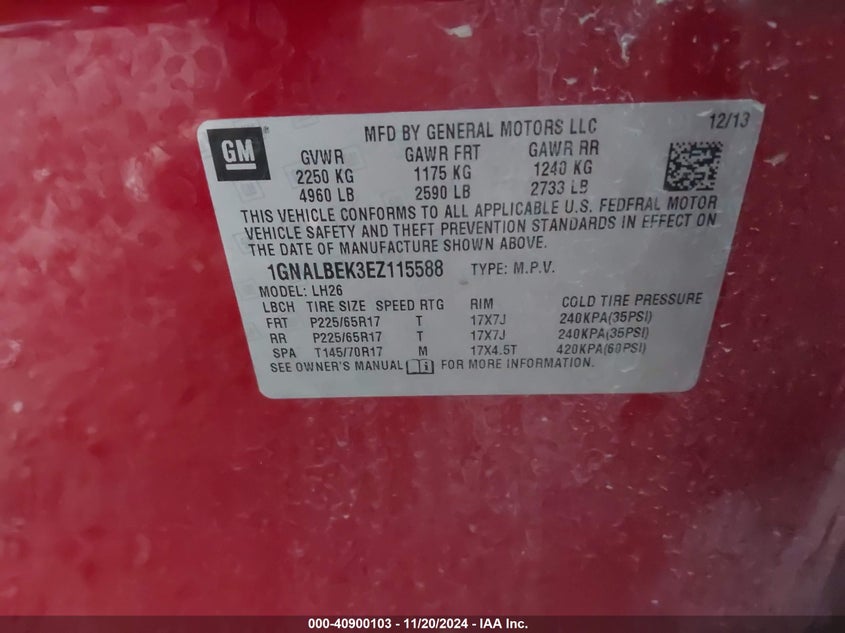 GM
MFD BY GENERAL MOTORS LLC 12/13
GVWR GAWR FRT GAWR RR
2250 KG 1175 KG 1240 KG
4960 LB 2590 LB 2733 LB
THIS VEHICLE CONFORMS TO ALL APPLICABLE U.S. FEDERAL MOTOR
VEHICLE SAFETY AND THEFT PREVENTION STANDARDS IN EFFECT ON
THE DATE OF MANUFACTURE SHOWN ABOVE.
1GNALBEK3EZ115588 TYPE: M.P.V.
MODEL: LH26
LBCH TIRE SIZE SPEED RTG RIM COLD TIRE PRESSURE
FRT P225/65R17 T 17X7J 240KPA(35PSI)
RR P225/65R17 T 17X7J 240KPA(35PSI)
SPA T145/70R17 M 17X4.5T 420KPA(60PSI)
SEE OWNER'S MANUAL i FOR MORE INFORMATION.
000-40900103 - 11/20/2024 - IAA Inc.